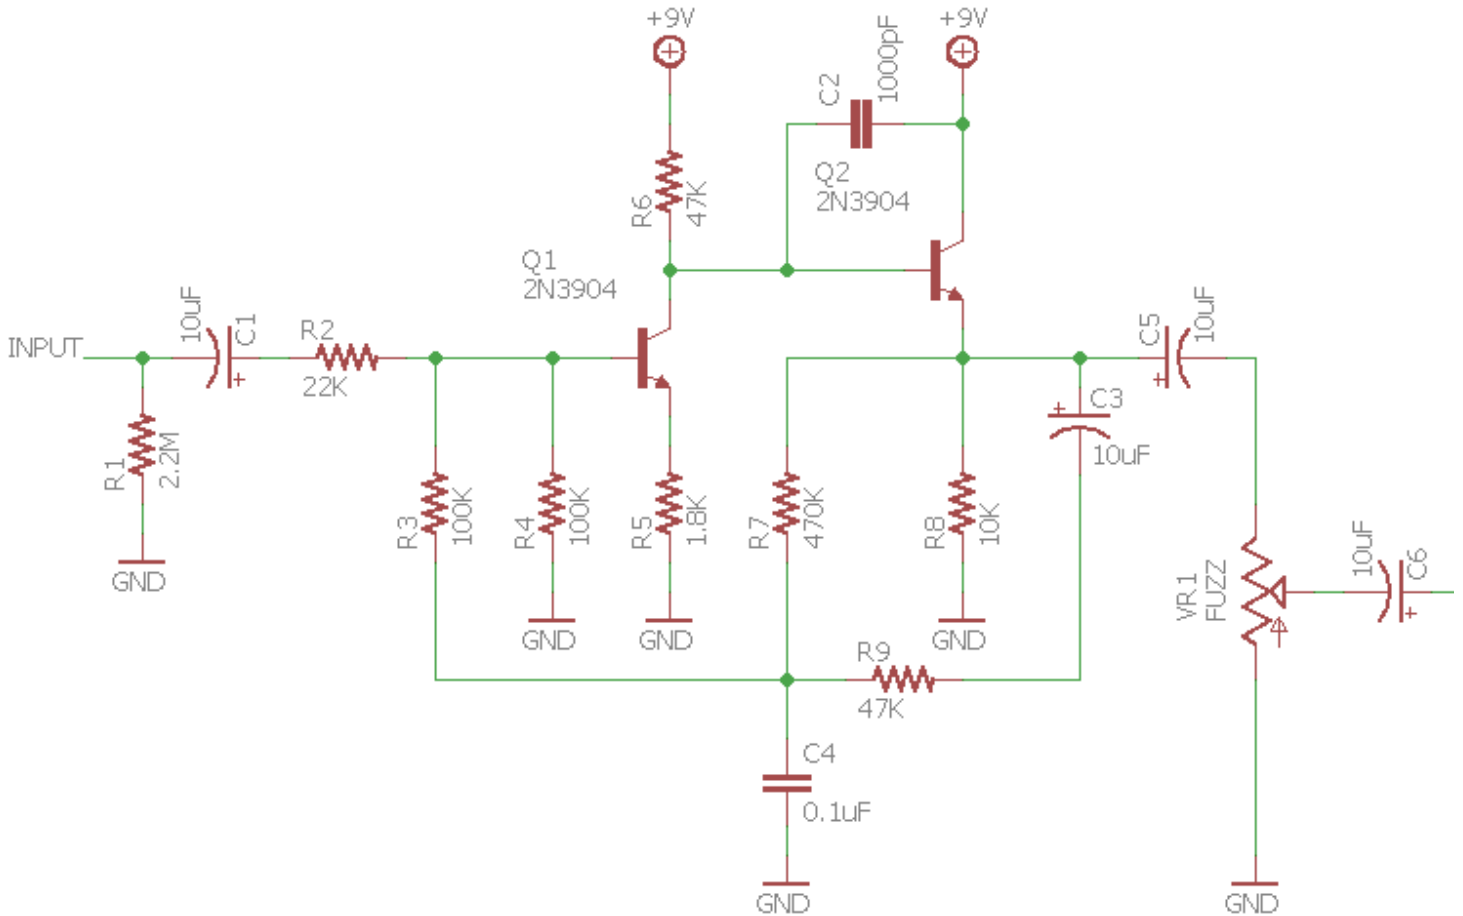 +9V
+9V
C2
1000pF
Q2
2N3904
R6
47K
Q1
2N3904
INPUT
10uF
C1
+
R2
22K
C5
10uF
+
C3
+
10uF
R1
2.2M
GND
R3
100K
R4
100K
R5
1.8K
R7
470K
R8
10K
GND
GND
GND
VR1
FUZZ
10uF
C6
+
R9
47K
C4
0.1uF
GND
GND